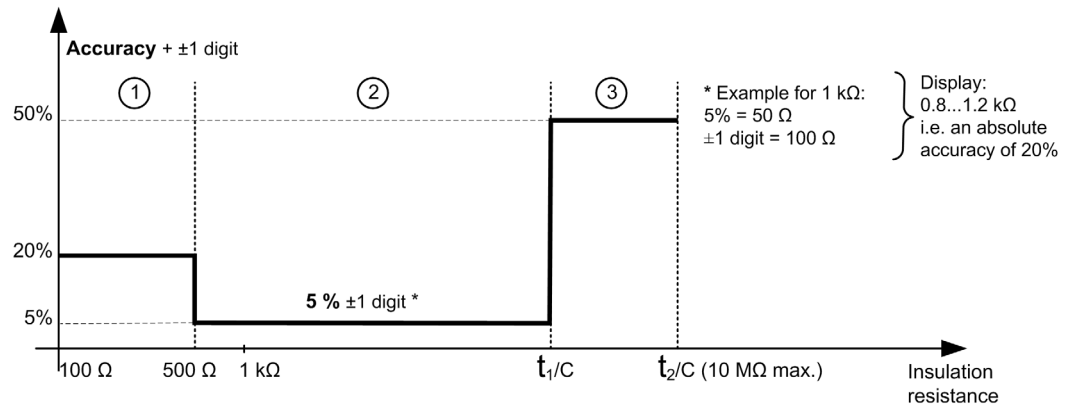 Accuracy + ±1 digit
1
2
3
50%
20%
5%
5 % ±1 digit *
* Example for 1 kΩ:
5% = 50 Ω
±1 digit = 100 Ω
Display:
0.8...1.2 kΩ
i.e. an absolute
accuracy of 20%
100 Ω
500 Ω
1 kΩ
t1/C
t2/C (10 MΩ max.)
Insulation
resistance